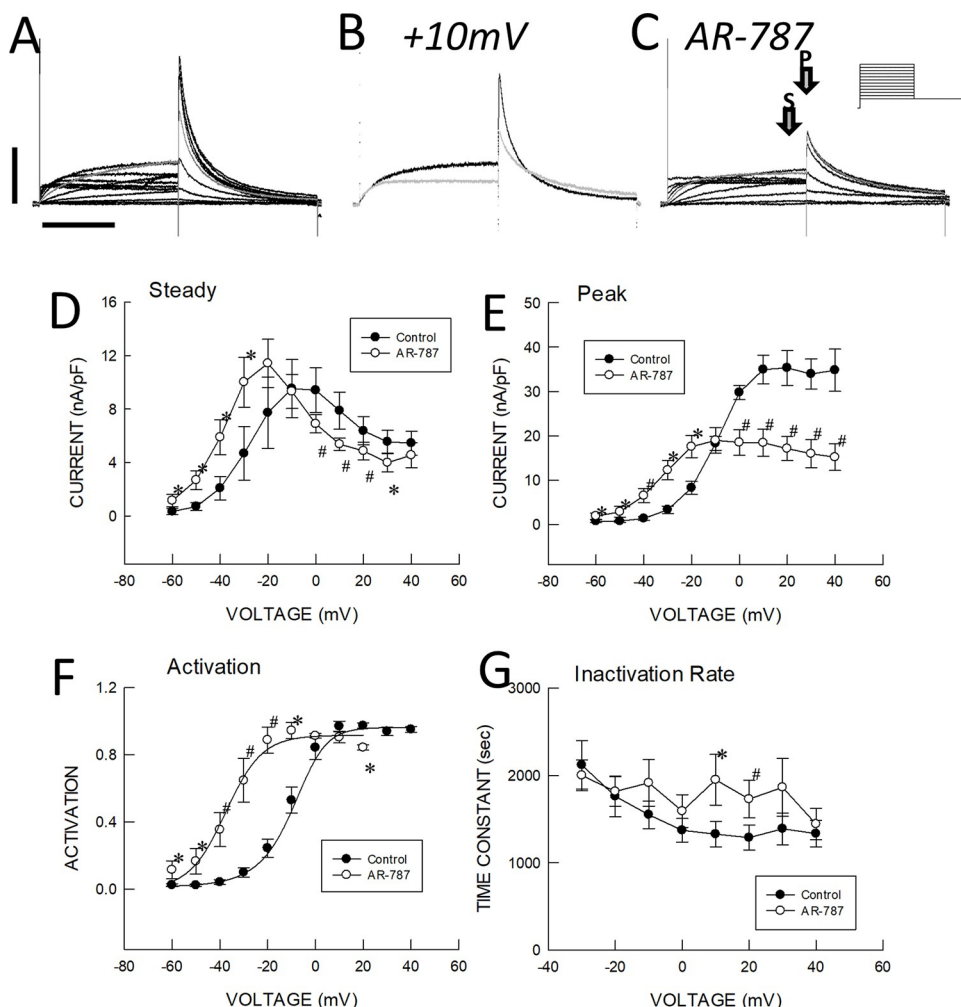 A
B
+10mV
C
AR-787
P
S
D
Steady
16
12
8
4
0
CURRENT (nA/pF)
Control
AR-787
* * * * # # # *
-80 -60 -40 -20 0 20 40 60
VOLTAGE (mV)
E
Peak
50
40
30
20
10
0
CURRENT (nA/pF)
Control
AR-787
* * # * * # # # # #
-80 -60 -40 -20 0 20 40 60
VOLTAGE (mV)
F
Activation
1.2
0.8
0.4
0.0
ACTIVATION
Control
AR-787
* * # # # * *
-80 -60 -40 -20 0 20 40 60
VOLTAGE (mV)
G
Inactivation Rate
3000
2000
1000
0
TIME CONSTANT (sec)
Control
AR-787
* #
-40 -20 0 20 40 60
VOLTAGE (mV)